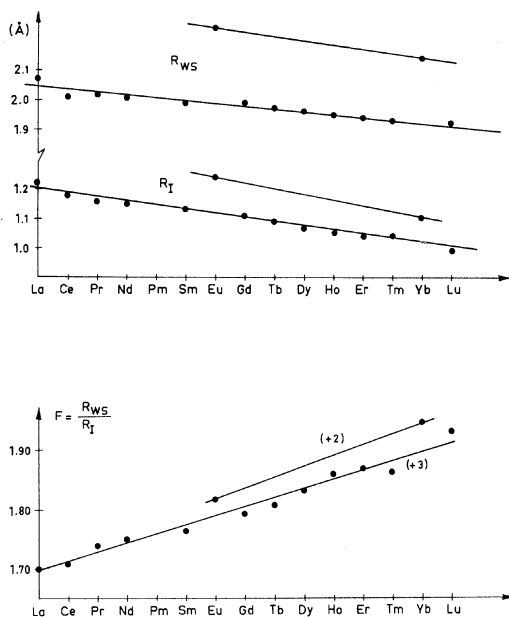 (Å)
R_WS
2.1
2.0
1.9
R_I
1.2
1.1
1.0
La Ce Pr Nd Pm Sm Eu Gd Tb Dy Ho Er Tm Yb Lu
F = R_WS / R_I
1.90
(+2)
(+3)
1.80
1.70
La Ce Pr Nd Pm Sm Eu Gd Tb Dy Ho Er Tm Yb Lu